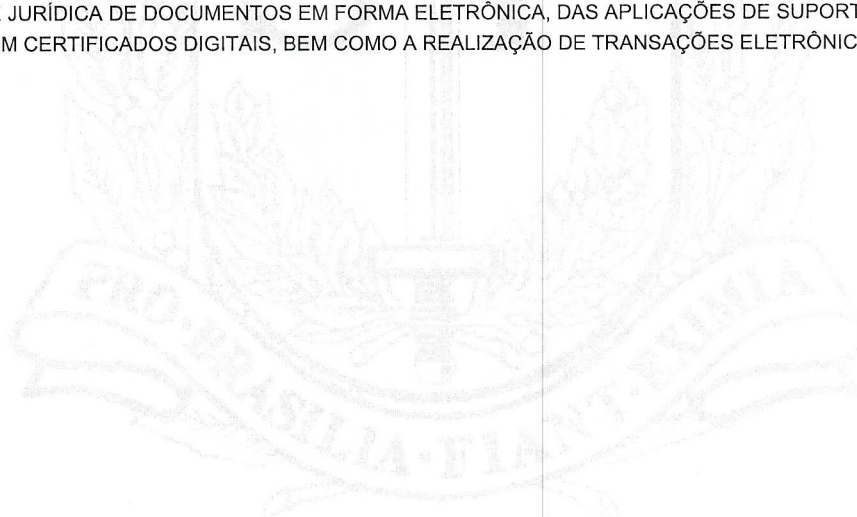 JURÍDICA DE DOCUMENTOS EM FORMA ELETRÔNICA, DAS APLICAÇÕES DE SUPORT
M CERTIFICADOS DIGITAIS, BEM COMO A REALIZAÇÃO DE TRANSAÇÕES ELETRÔNIC
PRO·BRASILIA·FIANT·EXIMIA